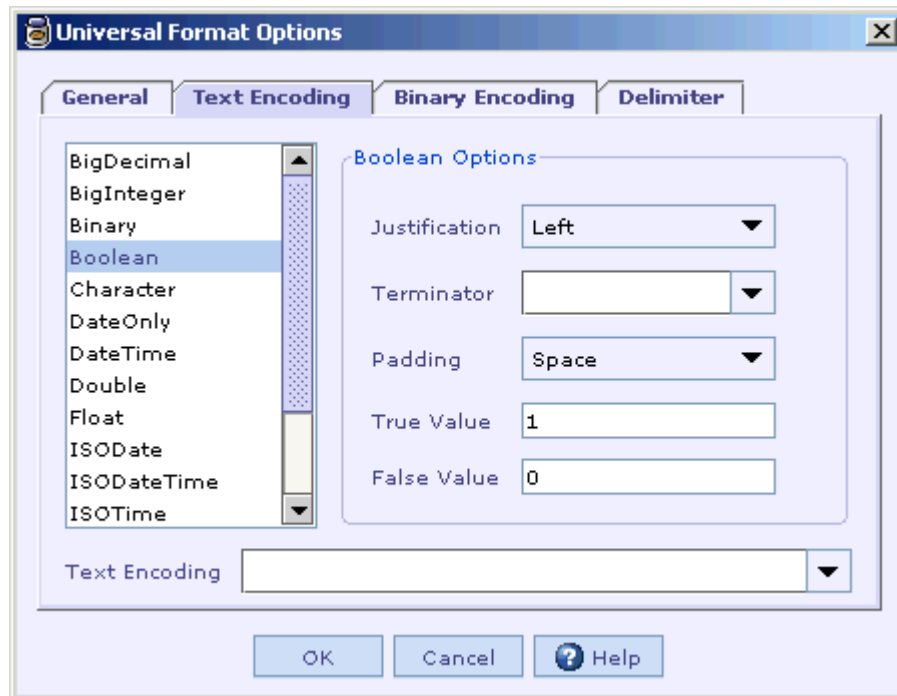 Universal Format Options
General Text Encoding Binary Encoding Delimiter
BigDecimal
BigInteger
Binary
Boolean
Character
DateOnly
DateTime
Double
Float
ISODate
ISODateTime
ISOTime
Boolean Options
Justification Left
Terminator
Padding Space
True Value 1
False Value 0
Text Encoding
OK Cancel Help